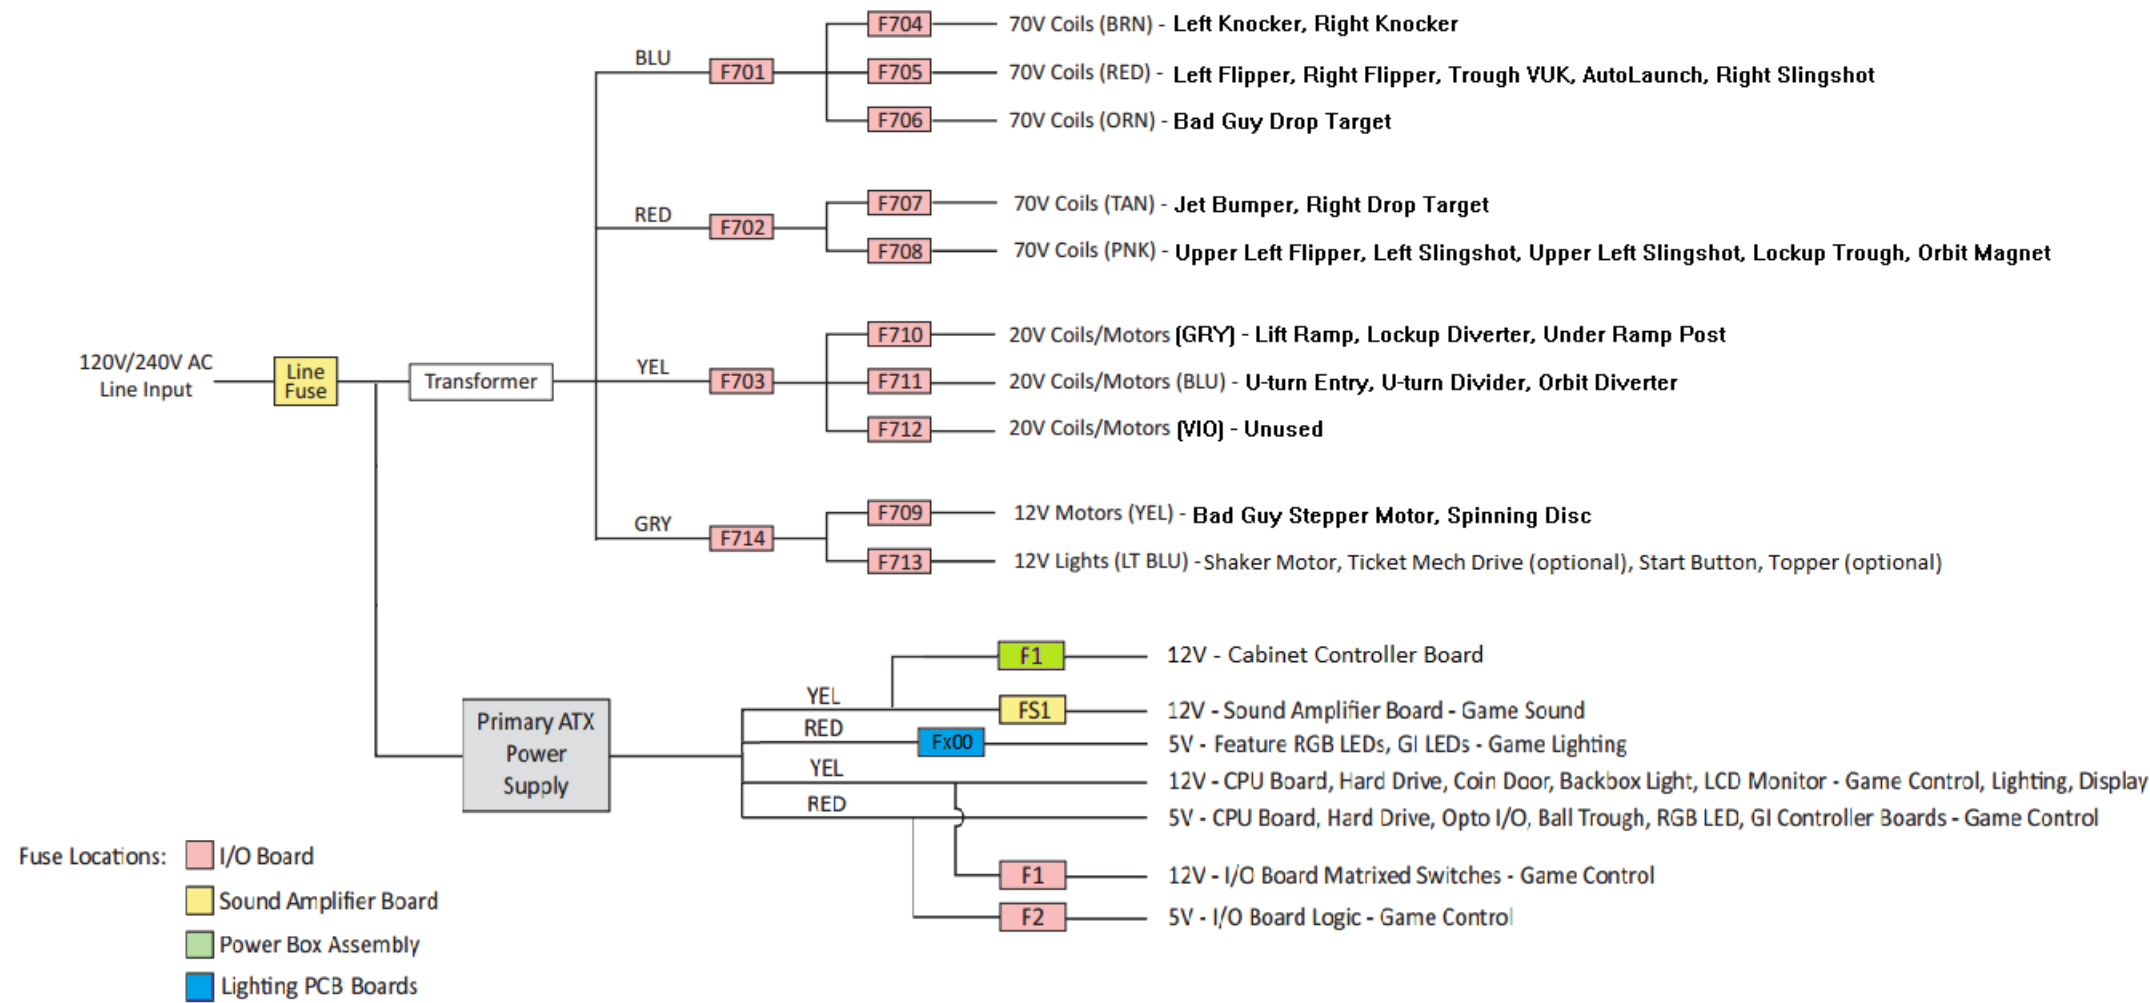 F704 70V Coils (BRN) - Left Knocker, Right Knocker
BLU F701 F705 70V Coils (RED) - Left Flipper, Right Flipper, Trough VUK, AutoLaunch, Right Slingshot
F706 70V Coils (ORN) - Bad Guy Drop Target
F707 70V Coils (TAN) - Jet Bumper, Right Drop Target
RED F702
F708 70V Coils (PNK) - Upper Left Flipper, Left Slingshot, Upper Left Slingshot, Lockup Trough, Orbit Magnet
F710 20V Coils/Motors (GRY) - Lift Ramp, Lockup Diverter, Under Ramp Post
120V/240V AC
Line Input
Line
Fuse
Transformer
YEL F703 F711 20V Coils/Motors (BLU) - U-turn Entry, U-turn Divider, Orbit Diverter
F712 20V Coils/Motors (VIO) - Unused
F709 12V Motors (YEL) - Bad Guy Stepper Motor, Spinning Disc
GRY F714
F713 12V Lights (LT BLU) -Shaker Motor, Ticket Mech Drive (optional), Start Button, Topper (optional)
F1 12V - Cabinet Controller Board
Primary ATX
Power
Supply
YEL FS1 12V - Sound Amplifier Board - Game Sound
RED Fx00 5V - Feature RGB LEDs, GI LEDs - Game Lighting
YEL 12V - CPU Board, Hard Drive, Coin Door, Backbox Light, LCD Monitor - Game Control, Lighting, Display
RED 5V - CPU Board, Hard Drive, Opto I/O, Ball Trough, RGB LED, GI Controller Boards - Game Control
F1 12V - I/O Board Matrixed Switches - Game Control
F2 5V - I/O Board Logic - Game Control
Fuse Locations: I/O Board
Sound Amplifier Board
Power Box Assembly
Lighting PCB Boards